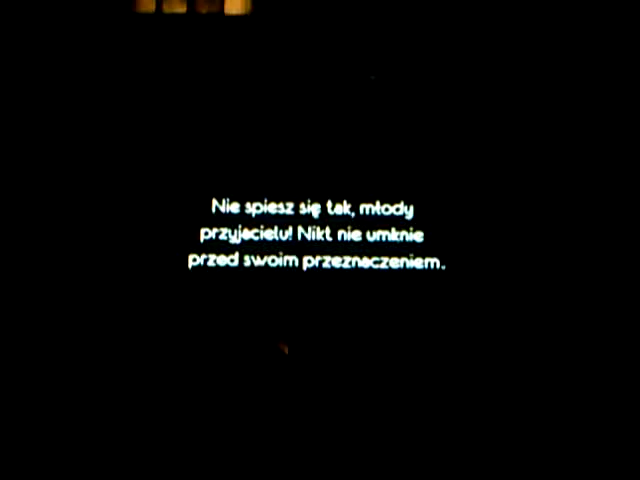 Nie spiesz się tak, młody
przyjacielu! Nikt nie umknie
przed swoim przeznaczeniem.